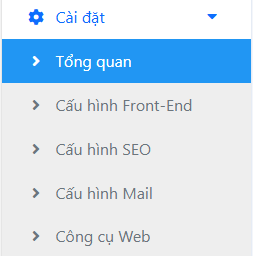 Cài đặt
Tổng quan
Cấu hình Front-End
Cấu hình SEO
Cấu hình Mail
Công cụ Web